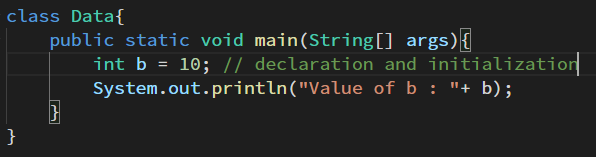 class Data{
    public static void main(String[] args){
        int b = 10; // declaration and initialization
        System.out.println("Value of b : "+ b);
    }
}